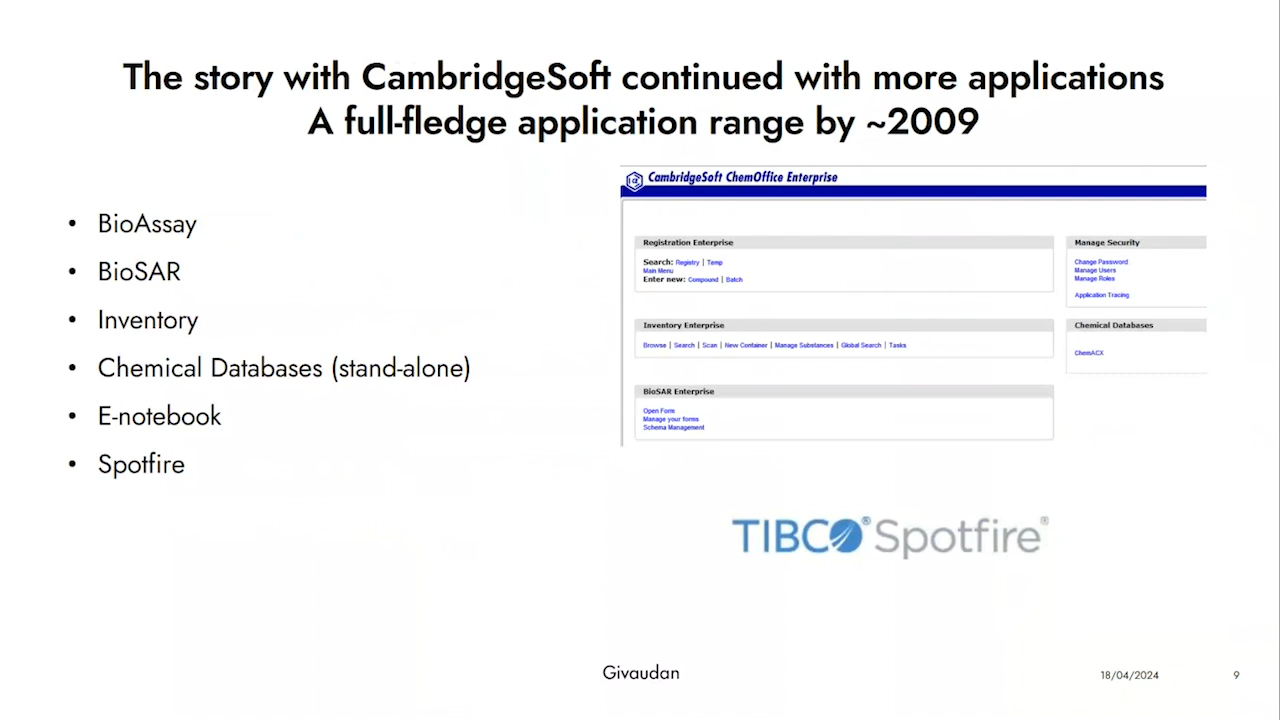 The story with CambridgeSoft continued with more applications
A full-fledge application range by ~2009
• BioAssay
• BioSAR
• Inventory
• Chemical Databases (stand-alone)
• E-notebook
• Spotfire
CambridgeSoft ChemOffice Enterprise
Registration Enterprise
Search: Registry | Temp
Main Menu
Enter new: Compound | Batch
Manage Security
Change Password
Manage Users
Manage Roles
Application Tracing
Inventory Enterprise
Browse | Search | Scan | New Container | Manage Substances | Global Search | Tasks
Chemical Databases
ChemACX
BioSAR Enterprise
Open Form
Manage your forms
Schema Management
TIBCO® Spotfire®
Givaudan
18/04/2024
9